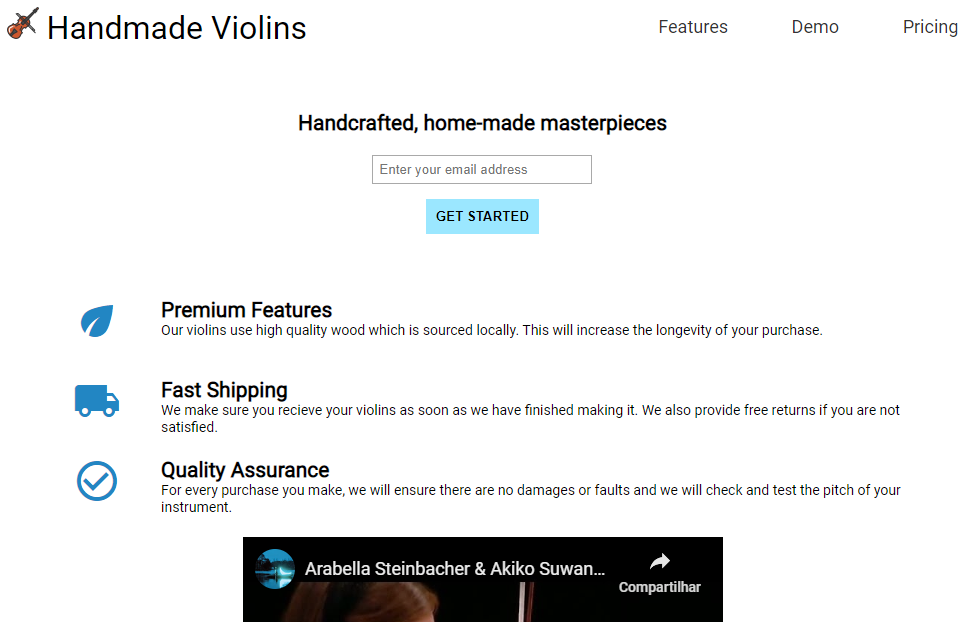 Handmade Violins
Features
Demo
Pricing
Handcrafted, home-made masterpieces
Enter your email address
GET STARTED
Premium Features
Our violins use high quality wood which is sourced locally. This will increase the longevity of your purchase.
Fast Shipping
We make sure you recieve your violins as soon as we have finished making it. We also provide free returns if you are not
satisfied.
Quality Assurance
For every purchase you make, we will ensure there are no damages or faults and we will check and test the pitch of your
instrument.
Arabella Steinbacher & Akiko Suwan...
Compartilhar